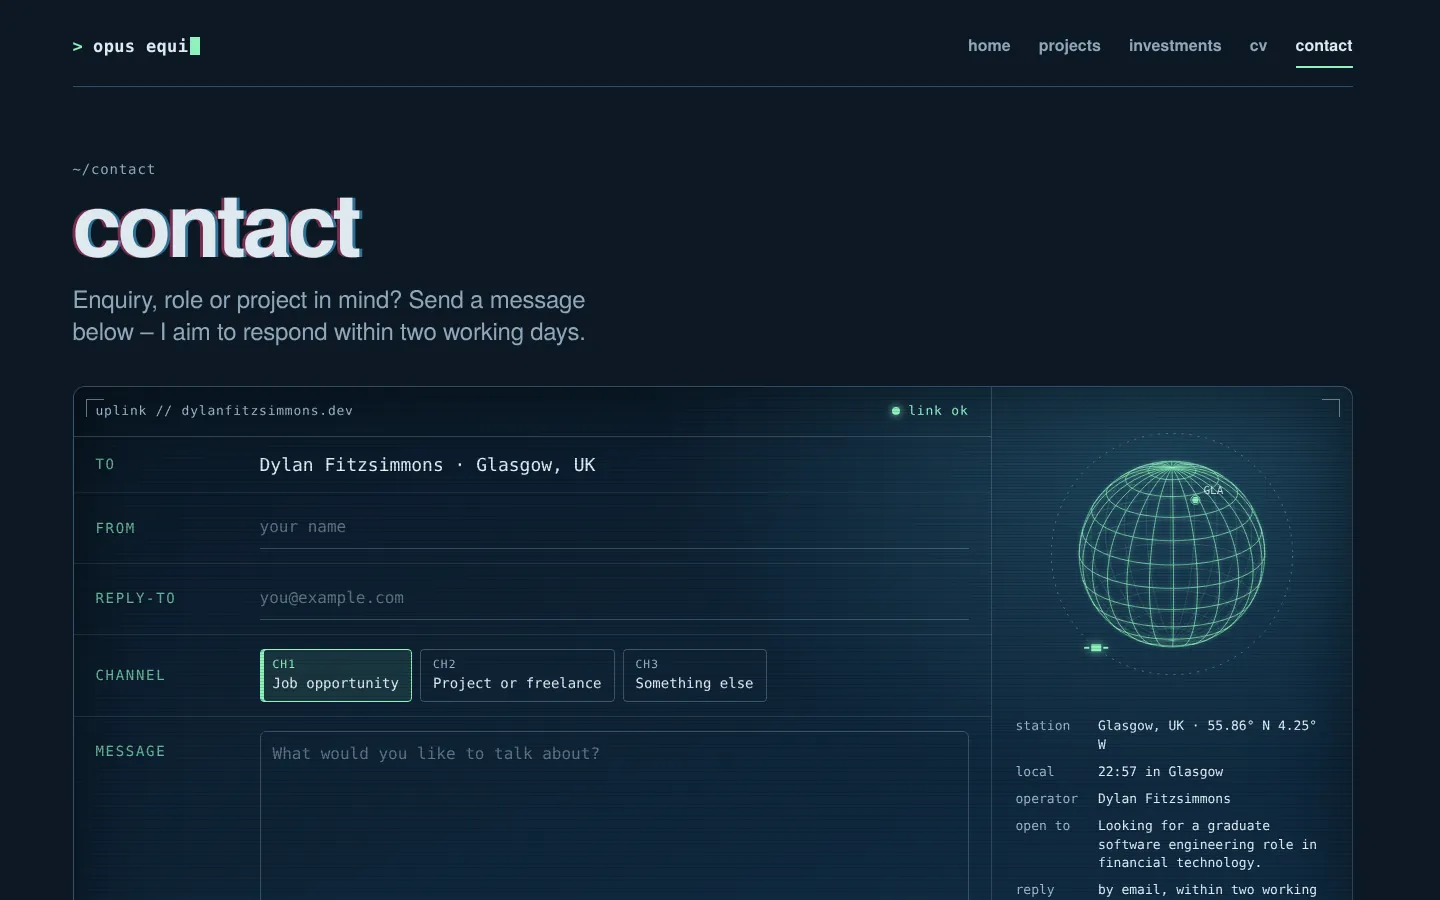 > opus equi
home projects investments cv contact
~/contact
contact
Enquiry, role or project in mind? Send a message
below – I aim to respond within two working days.
uplink // dylanfitzsimmons.dev
link ok
TO
Dylan Fitzsimmons · Glasgow, UK
FROM
your name
REPLY-TO
you@example.com
CHANNEL
CH1
Job opportunity
CH2
Project or freelance
CH3
Something else
MESSAGE
What would you like to talk about?
GLA
station
Glasgow, UK · 55.86° N 4.25°
W
local
22:57 in Glasgow
operator
Dylan Fitzsimmons
open to
Looking for a graduate
software engineering role in
financial technology.
reply
by email, within two working